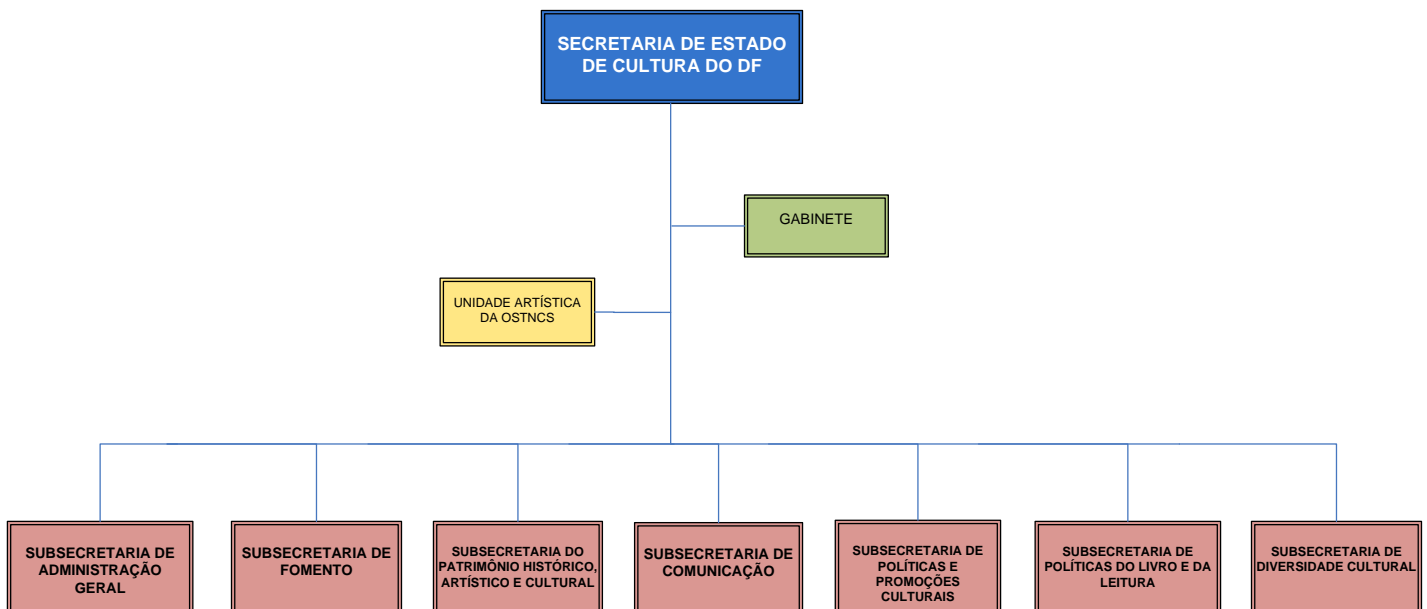 SECRETARIA DE ESTADO
DE CULTURA DO DF
GABINETE
UNIDADE ARTÍSTICA
DA OSTNCS
SUBSECRETARIA DE
ADMINISTRAÇÃO
GERAL
SUBSECRETARIA DE
FOMENTO
SUBSECRETARIA DO
PATRIMÔNIO HISTÓRICO,
ARTÍSTICO E CULTURAL
SUBSECRETARIA DE
COMUNICAÇÃO
SUBSECRETARIA DE
POLÍTICAS E
PROMOÇÕES
CULTURAIS
SUBSECRETARIA DE
POLÍTICAS DO LIVRO E DA
LEITURA
SUBSECRETARIA DE
DIVERSIDADE CULTURAL